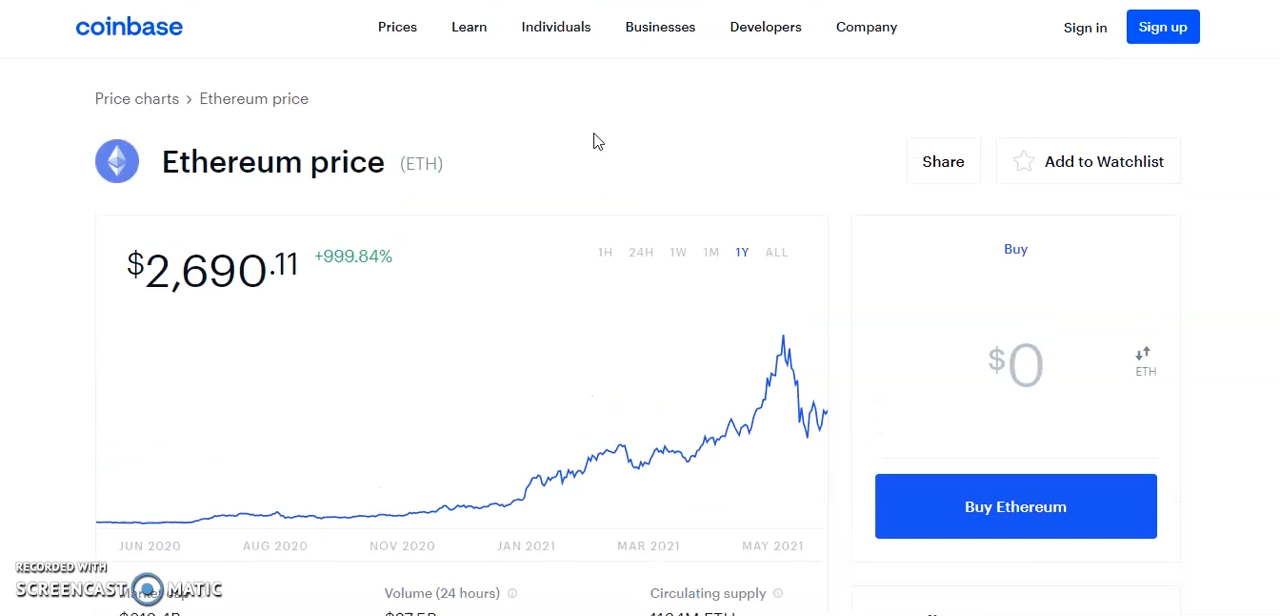 coinbase
Prices Learn Individuals Businesses Developers Company
Sign in Sign up
Price charts › Ethereum price
Ethereum price (ETH)
Share Add to Watchlist
$2,690.11 +999.84%
1H 24H 1W 1M 1Y ALL
Buy
$0
ETH
Buy Ethereum
JUN 2020 AUG 2020 NOV 2020 JAN 2021 MAR 2021 MAY 2021
RECORDED WITH
SCREENCAST MATIC
Volume (24 hours) Circulating supply